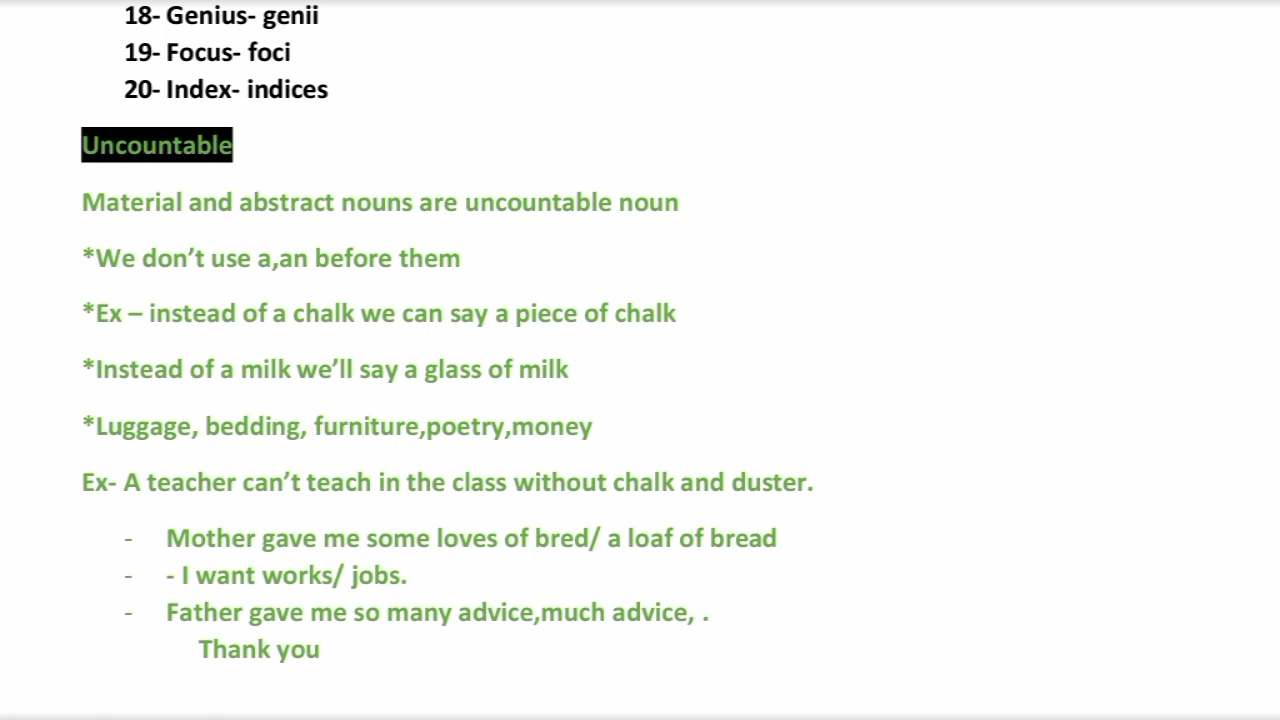 18- Genius- genii
19- Focus- foci
20- Index- indices
Uncountable
Material and abstract nouns are uncountable noun
*We don’t use a,an before them
*Ex – instead of a chalk we can say a piece of chalk
*Instead of a milk we’ll say a glass of milk
*Luggage, bedding, furniture,poetry,money
Ex- A teacher can’t teach in the class without chalk and duster.
- Mother gave me some loves of bred/ a loaf of bread
- - I want works/ jobs.
- Father gave me so many advice,much advice, .
Thank you